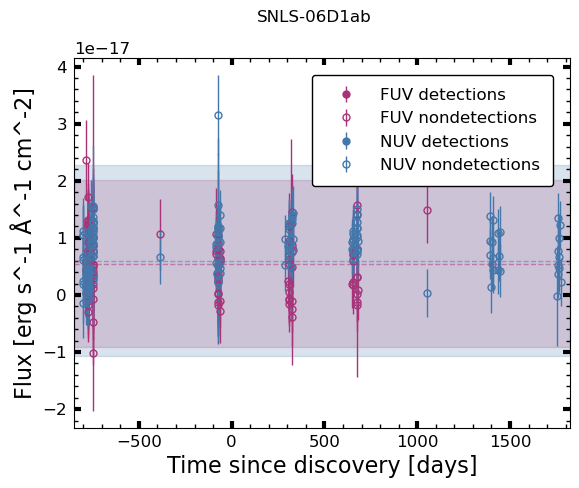 SNLS-06D1ab
1e−17
4
3
2
1
0
−1
−2
Flux [erg s^-1 Å^-1 cm^-2]
FUV detections
FUV nondetections
NUV detections
NUV nondetections
−500 0 500 1000 1500
Time since discovery [days]